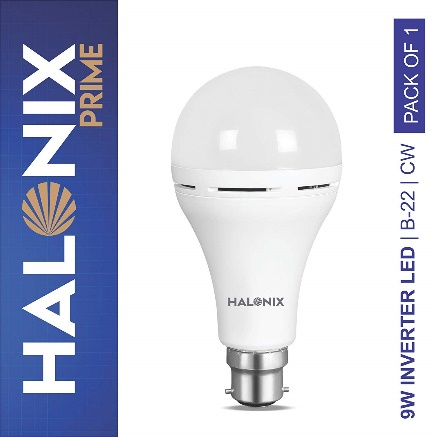 HALONIX
PRIME
HALONIX
9W INVERTER LED | B-22 | CW PACK OF 1